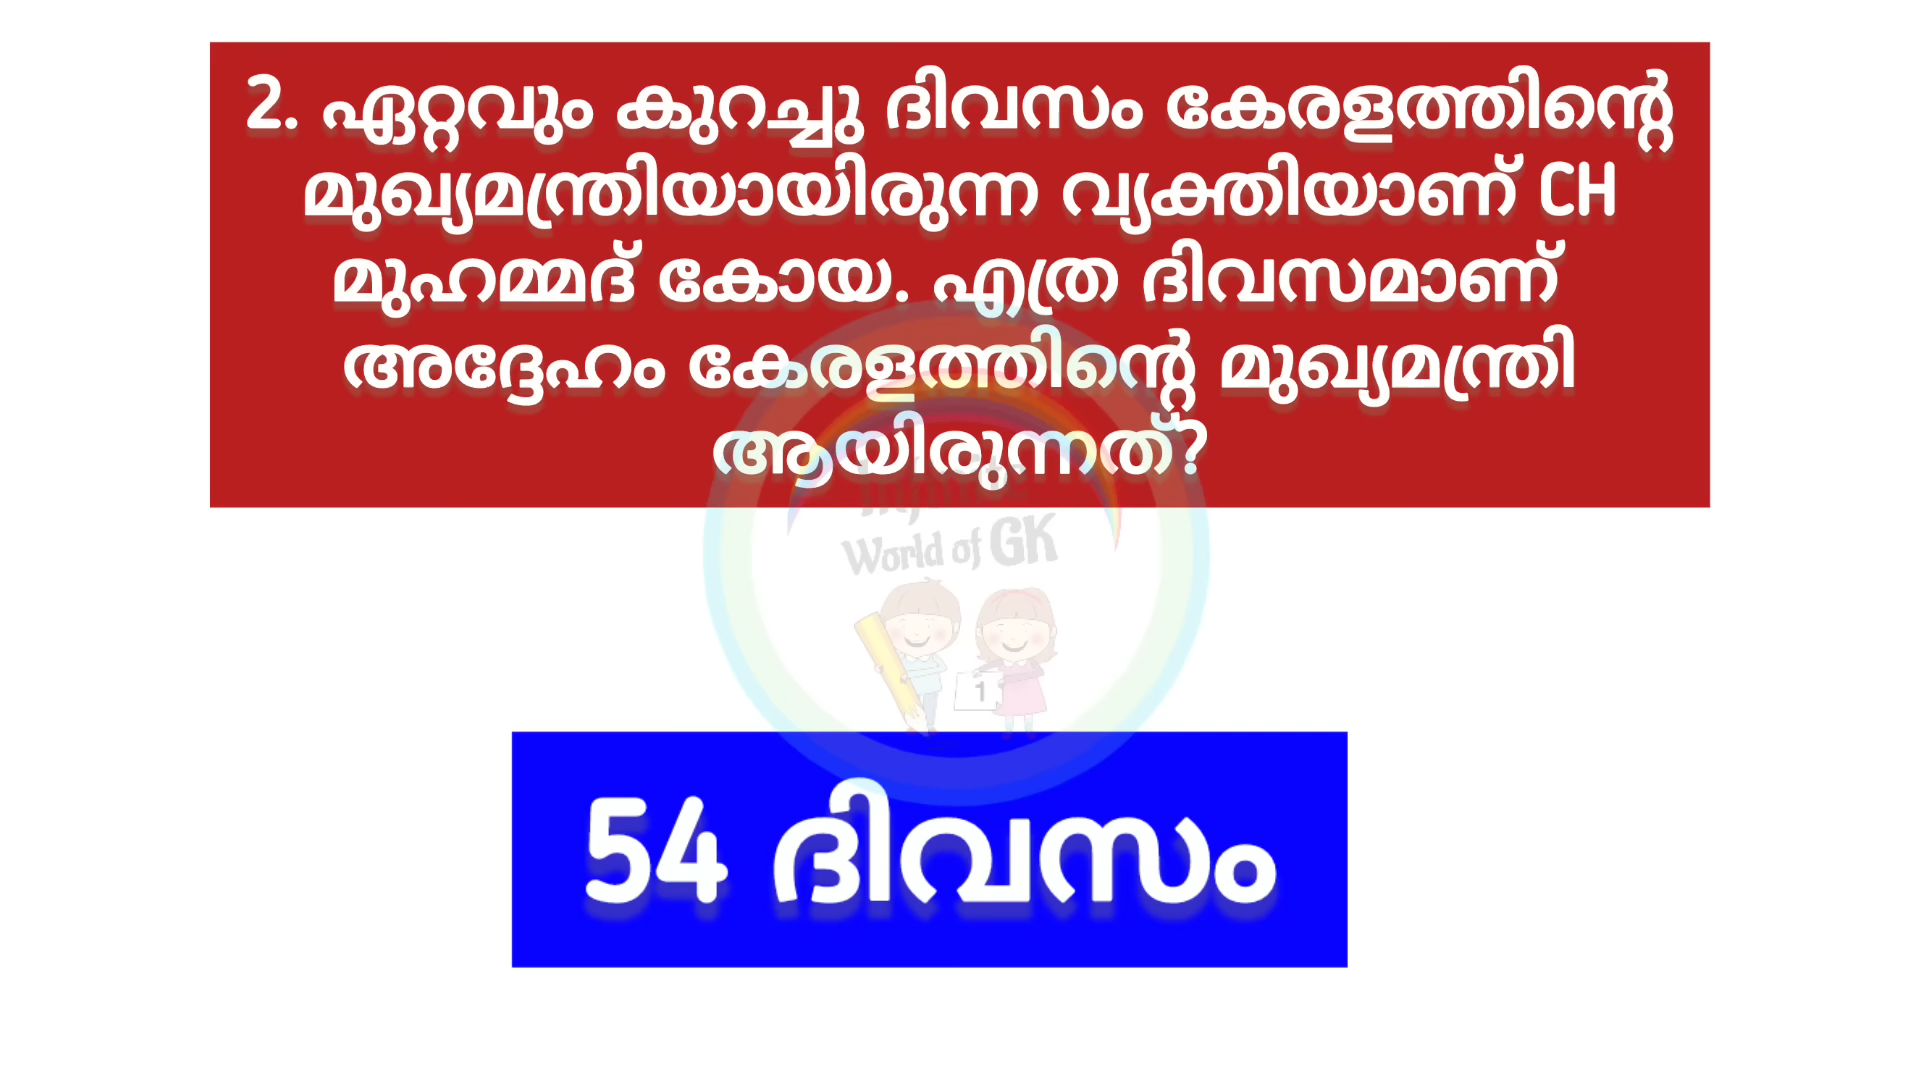 2. ഏറ്റവും കുറച്ചു ദിവസം കേരളത്തിന്റെ
മുഖ്യമന്ത്രിയായിരുന്ന വ്യക്തിയാണ് CH
മുഹമ്മദ് കോയ. എത്ര ദിവസമാണ്
അദ്ദേഹം കേരളത്തിന്റെ മുഖ്യമന്ത്രി
ആയിരുന്നത്?
World of GK
1
54 ദിവസം